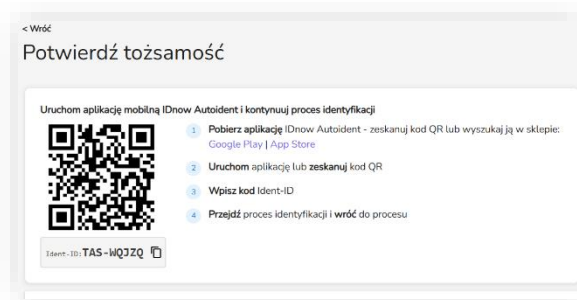 < Wróć
Potwierdź tożsamość
Uruchom aplikację mobilną IDnow Autoident i kontynuuj proces identyfikacji
1 Pobierz aplikację IDnow Autoident - zeskanuj kod QR lub wyszukaj ją w sklepie:
Google Play | App Store
2 Uruchom aplikację lub zeskanuj kod QR
3 Wpisz kod Ident-ID
4 Przejdź proces identyfikacji i wróć do procesu
Ident-ID: TAS-WQJZQ